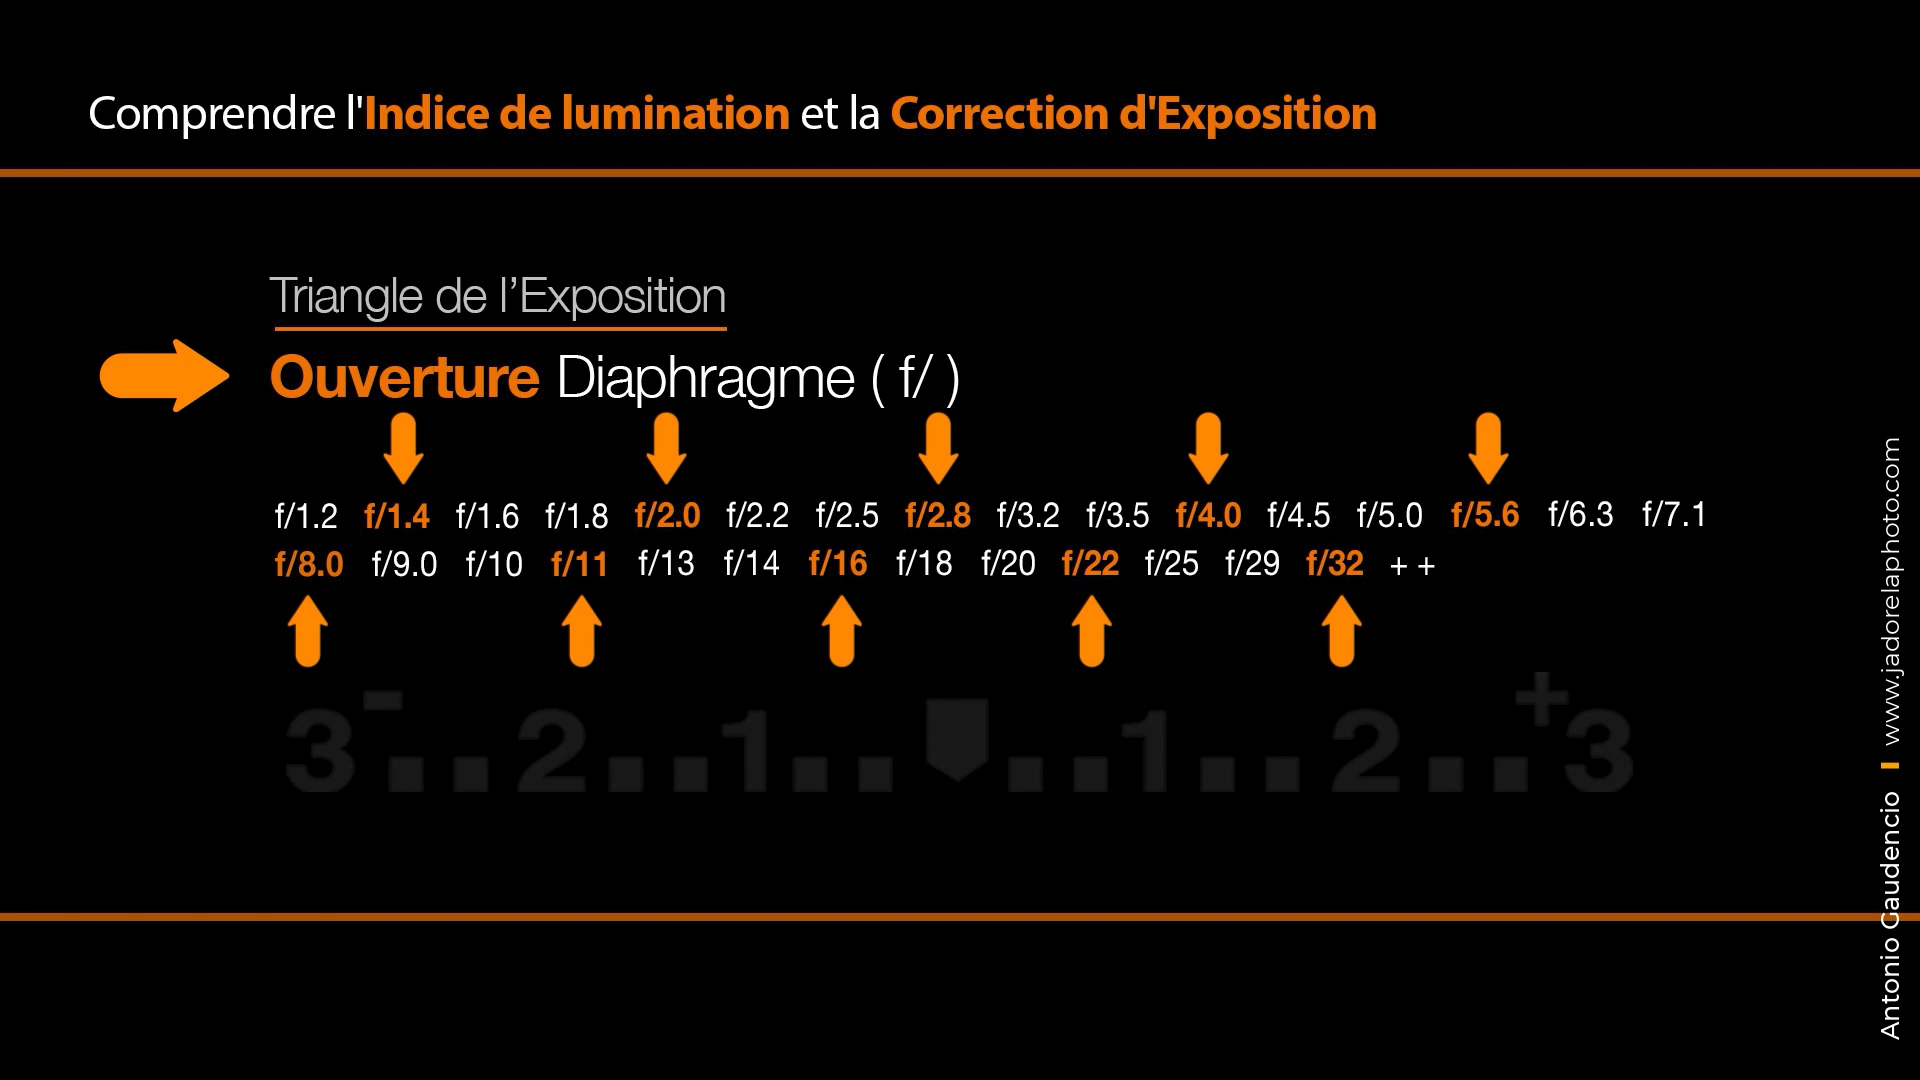 Comprendre l'Indice de lumination et la Correction d'Exposition
Triangle de l’Exposition
Ouverture Diaphragme ( f/ )
f/1.2 f/1.4 f/1.6 f/1.8 f/2.0 f/2.2 f/2.5 f/2.8 f/3.2 f/3.5 f/4.0 f/4.5 f/5.0 f/5.6 f/6.3 f/7.1
f/8.0 f/9.0 f/10 f/11 f/13 f/14 f/16 f/18 f/20 f/22 f/25 f/29 f/32 + +
3-..2..1.. ..1..2..+3
Antonio Gaudencio www.jadorelaphoto.com